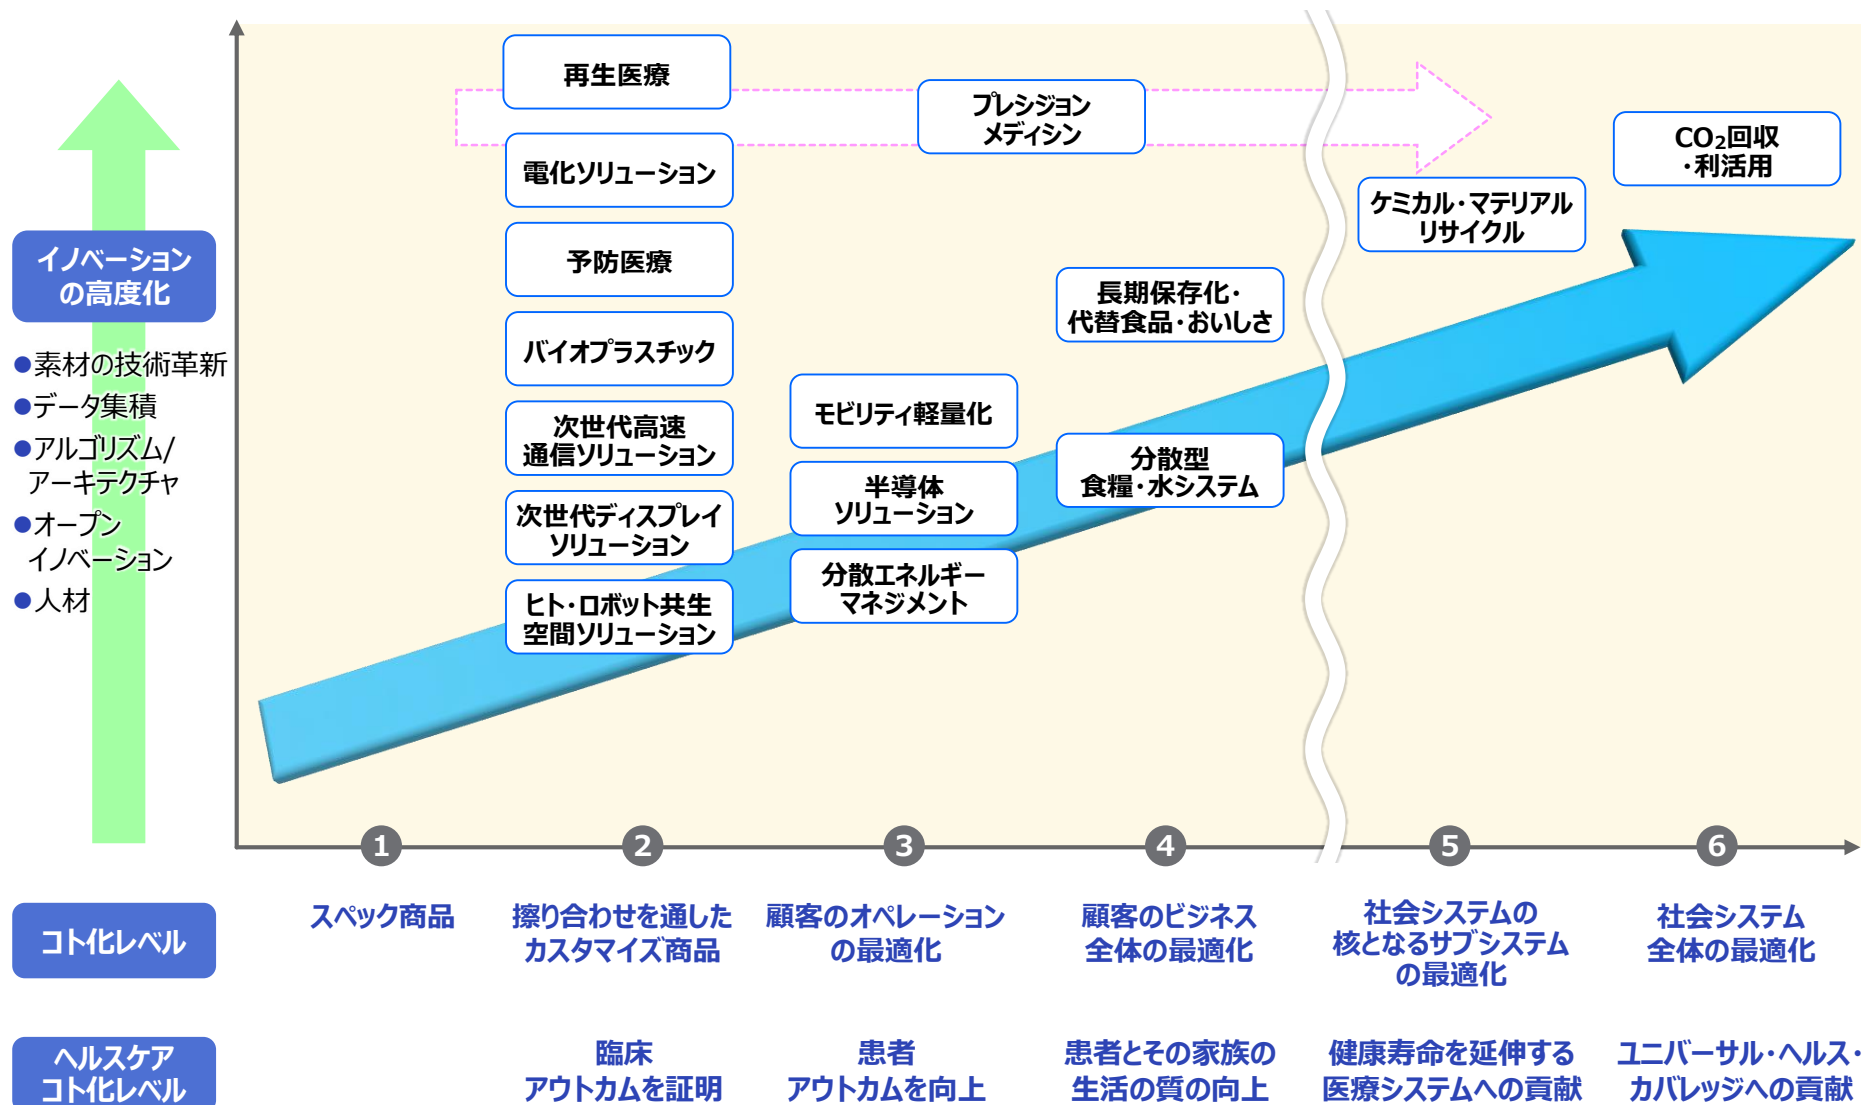 再生医療
プレシジョン
メディシン
CO₂回収
・利活用
電化ソリューション
ケミカル・マテリアル
リサイクル
イノベーション
の高度化
予防医療
長期保存化・
代替食品・おいしさ
バイオプラスチック
●素材の技術革新
●データ集積
●アルゴリズム/
アーキテクチャ
●オープン
イノベーション
●人材
モビリティ軽量化
次世代高速
通信ソリューション
分散型
食糧・水システム
半導体
ソリューション
次世代ディスプレイ
ソリューション
分散エネルギー
マネジメント
ヒト・ロボット共生
空間ソリューション
1
2
3
4
5
6
コト化レベル
スペック商品
擦り合わせを通した
カスタマイズ商品
顧客のオペレーション
の最適化
顧客のビジネス
全体の最適化
社会システムの
核となるサブシステム
の最適化
社会システム
全体の最適化
ヘルスケア
コト化レベル
臨床
アウトカムを証明
患者
アウトカムを向上
患者とその家族の
生活の質の向上
健康寿命を延伸する
医療システムへの貢献
ユニバーサル・ヘルス・
カバレッジへの貢献